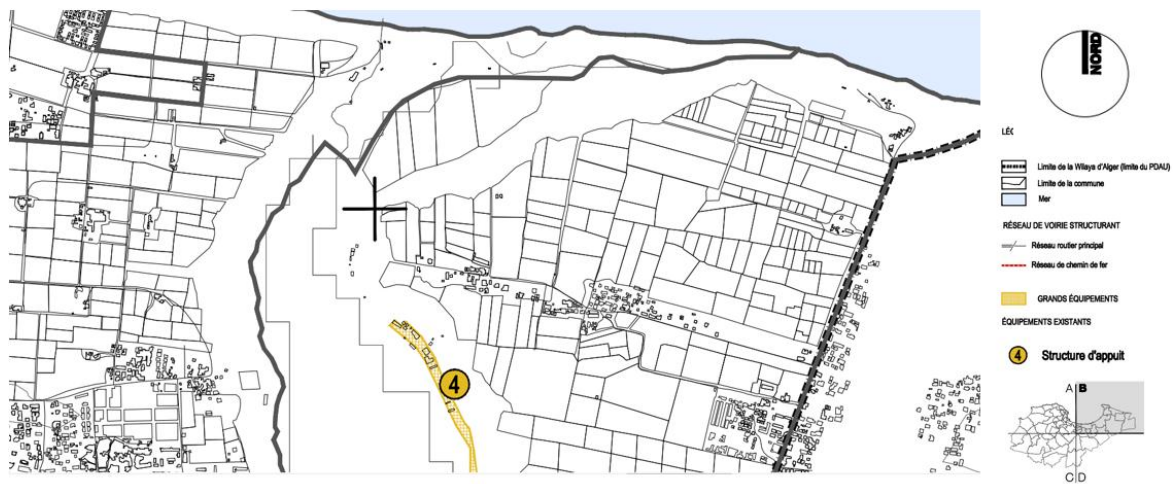 NORD
LÉC
Limite de la Wilaya d'Alger (limite du PDAU)
Limite de la commune
Mer
RÉSEAU DE VOIRIE STRUCTURANT
Réseau routier principal
Réseau de chemin de fer
GRANDS ÉQUIPEMENTS
ÉQUIPEMENTS EXISTANTS
4 Structure d'appuit
4
A B
C D